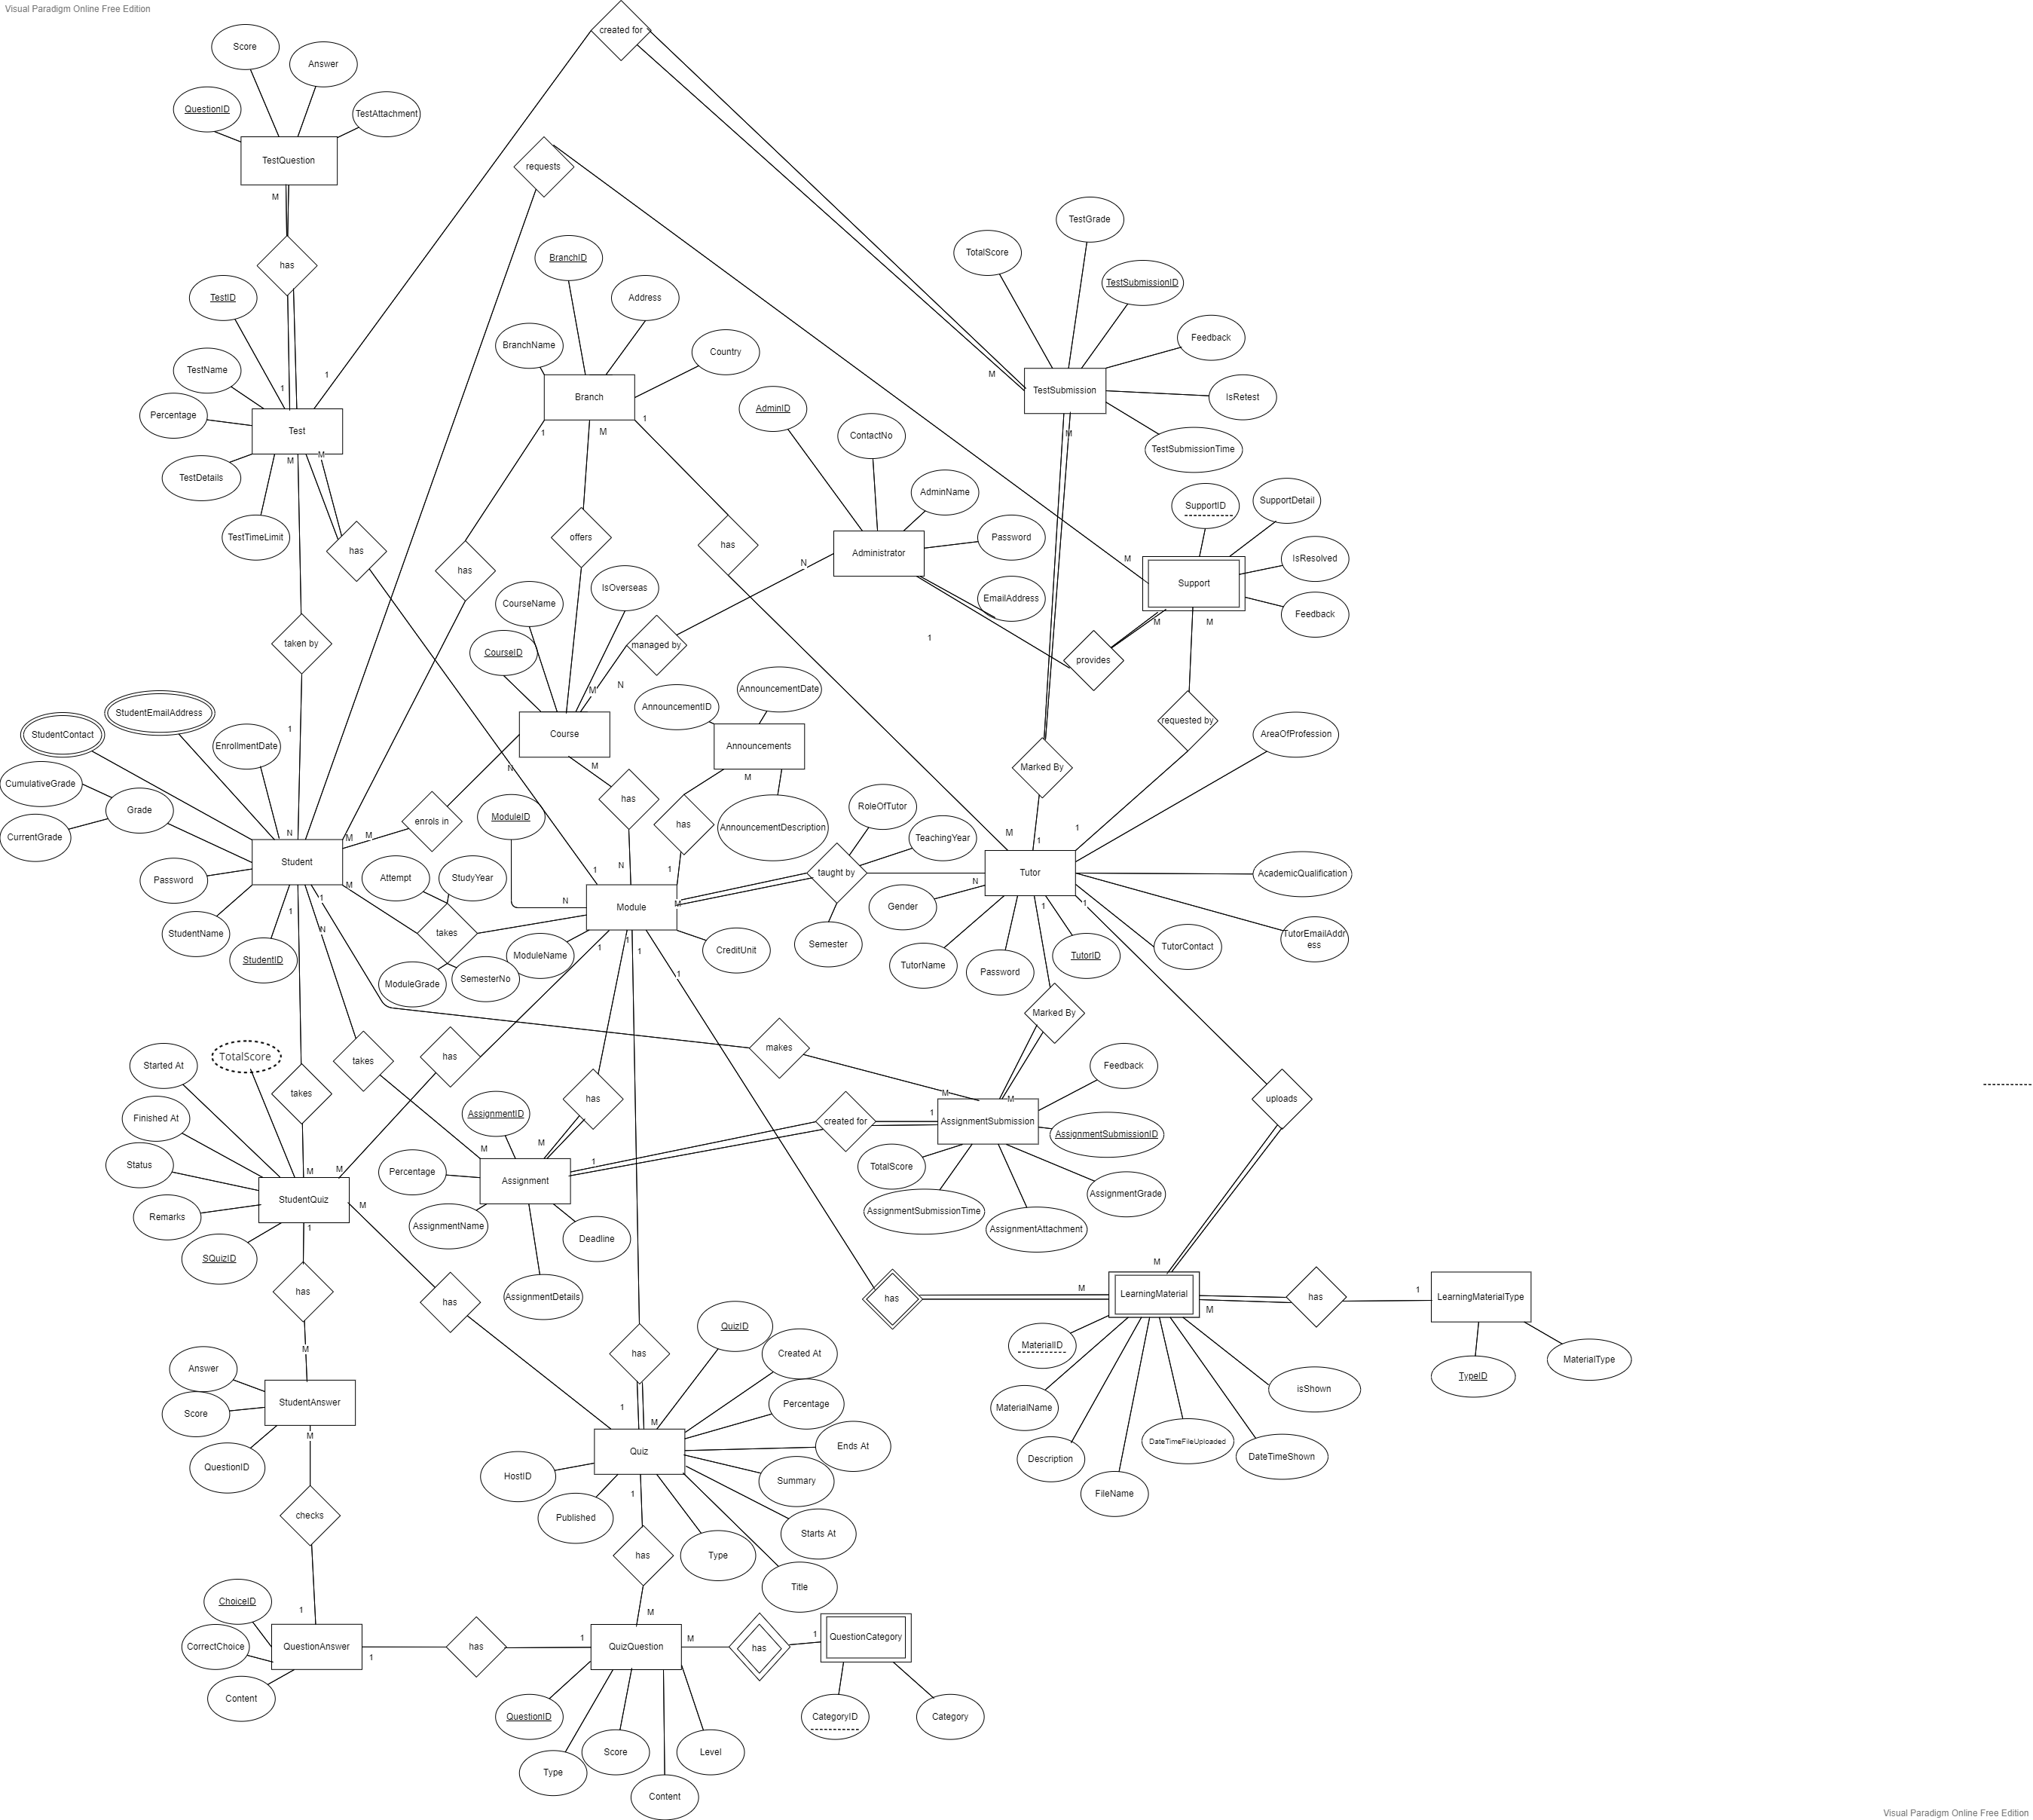 Visual Paradigm Online Free Edition
created for
Score
Answer
QuestionID
TestAttachment
TestQuestion
M
requests
has
TestGrade
TotalScore
TestSubmissionID
BranchID
Address
TestID
Feedback
BranchName
Country
TestName
1
1
M
TestSubmission
IsRetest
Branch
AdminID
Percentage
1
1
M
Test
ContactNo
M
TestSubmissionTime
M
M
TestDetails
AdminName
SupportID
SupportDetail
TestTimeLimit
has
offers
has
Administrator
Password
M
IsResolved
N
has
Support
IsOverseas
CourseName
EmailAddress
Feedback
M
M
1
taken by
CourseID
managed by
provides
N
M
AnnouncementDate
AnnouncementID
StudentEmailAddress
requested by
1
StudentContact
Course
AreaOfProfession
EnrollmentDate
Announcements
N
M
M
Marked By
CumulativeGrade
has
RoleOfTutor
Grade
ModuleID
enrols in
has
AnnouncementDescription
CurrentGrade
N
M
M
M
1
1
TeachingYear
Student
N
1
1
taught by
Tutor
AcademicQualification
Password
Attempt
StudyYear
M
N
1
N
M
Module
Gender
1
1
1
StudentName
N
takes
Semester
TutorEmailAddr
ess
StudentID
ModuleName
1
1
1
CreditUnit
TutorContact
TutorName
Password
TutorID
ModuleGrade
SemesterNo
1
Marked By
TotalScore
Started At
takes
has
makes
Feedback
takes
has
M
M
uploads
Finished At
AssignmentID
created for
1
AssignmentSubmission
AssignmentSubmissionID
Status
M
M
M
M
1
TotalScore
Percentage
Assignment
StudentQuiz
M
AssignmentGrade
Remarks
AssignmentSubmissionTime
AssignmentName
1
Deadline
AssignmentAttachment
SQuizID
M
has
AssignmentDetails
has
has
M
LearningMaterial
M
has
1
LearningMaterialType
QuizID
MaterialID
M
has
Created At
MaterialType
Answer
TypeID
isShown
StudentAnswer
Percentage
MaterialName
Score
1
M
M
Ends At
DateTimeFileUploaded
Quiz
Description
DateTimeShown
QuestionID
HostID
Summary
1
FileName
checks
Published
Starts At
has
Type
Title
ChoiceID
1
M
QuestionAnswer
CorrectChoice
1
has
1
QuizQuestion
M
has
1
QuestionCategory
Content
QuestionID
CategoryID
Category
Score
Level
Type
Content
Visual Paradigm Online Free Edition